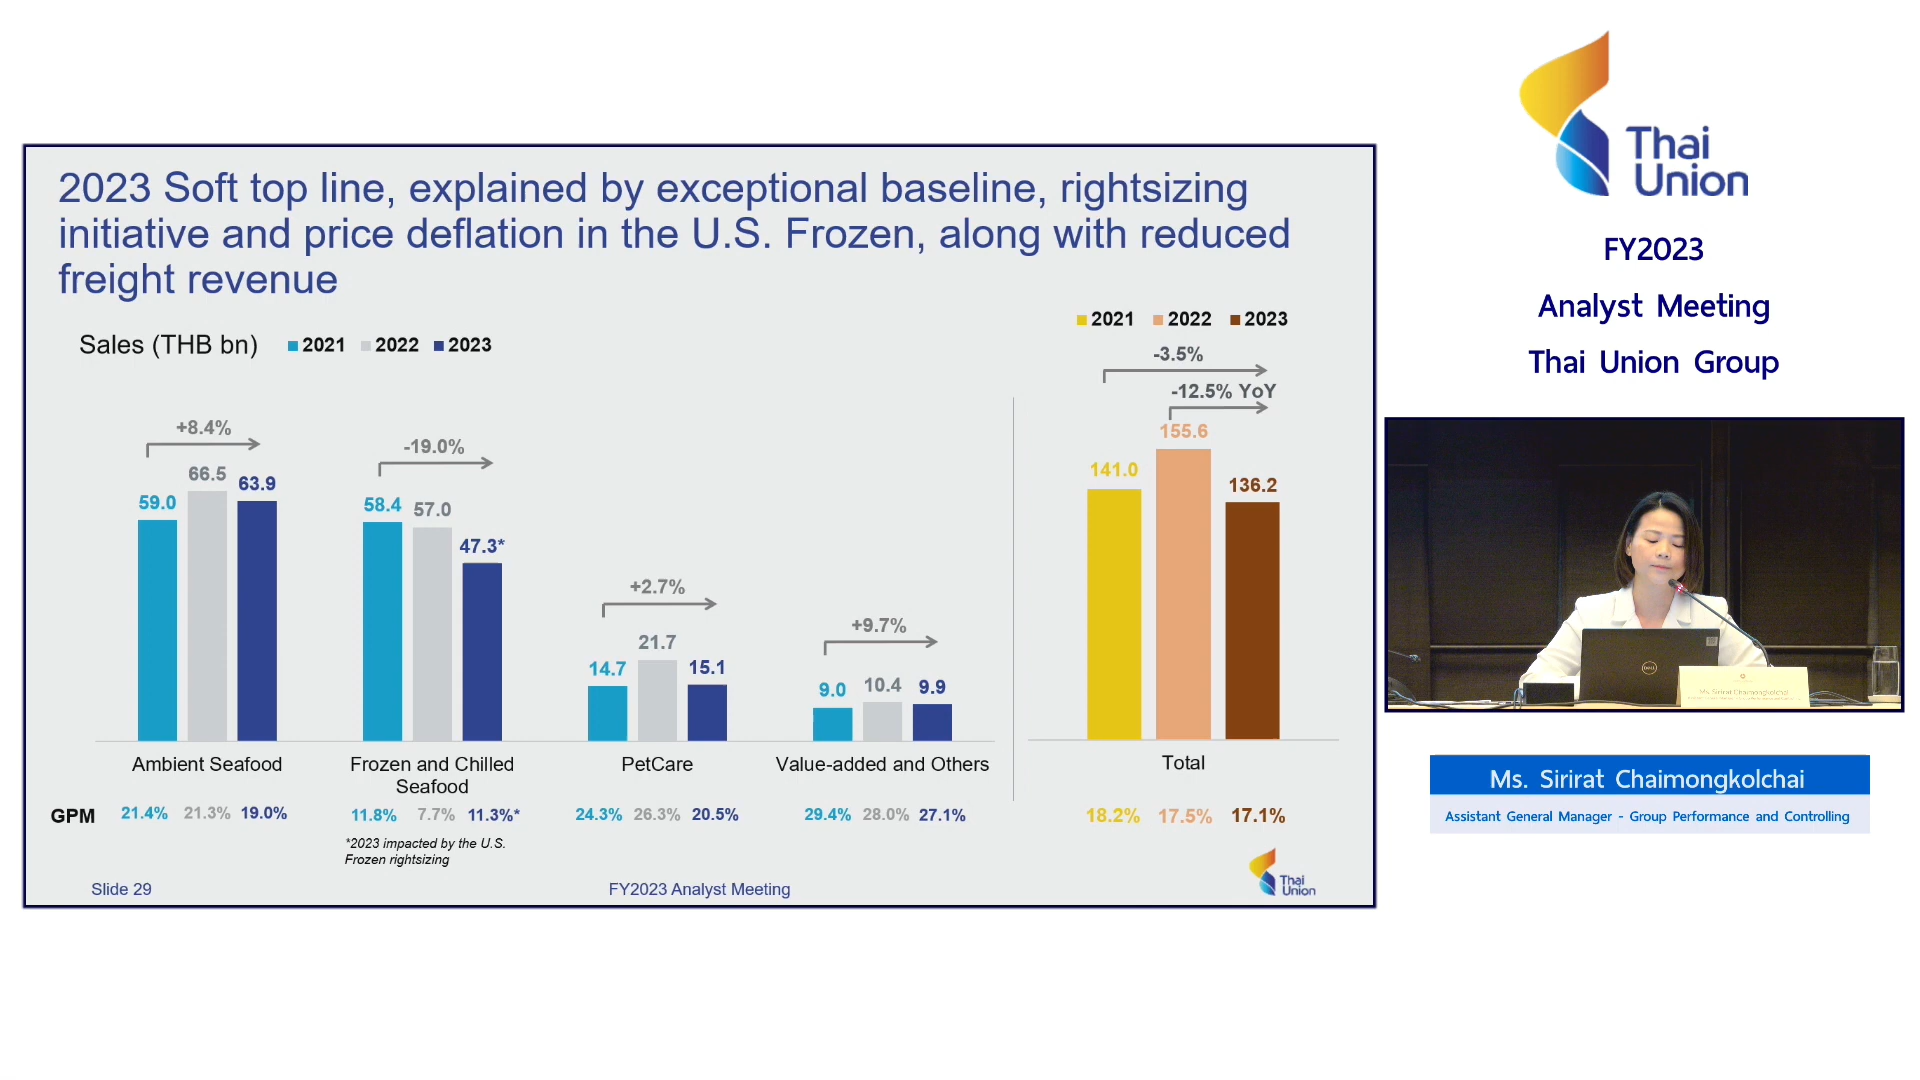 2023 Soft top line, explained by exceptional baseline, rightsizing
initiative and price deflation in the U.S. Frozen, along with reduced
freight revenue
Sales (THB bn) 2021 2022 2023
2021 2022 2023
-3.5%
-12.5% YoY
+8.4%
-19.0%
+2.7%
+9.7%
59.0 66.5 63.9
58.4 57.0 47.3*
14.7 21.7 15.1
9.0 10.4 9.9
141.0 155.6 136.2
Ambient Seafood
Frozen and Chilled
Seafood
PetCare
Value-added and Others
Total
GPM 21.4% 21.3% 19.0% 11.8% 7.7% 11.3%* 24.3% 26.3% 20.5% 29.4% 28.0% 27.1% 18.2% 17.5% 17.1%
*2023 impacted by the U.S.
Frozen rightsizing
Slide 29
FY2023 Analyst Meeting
Thai
Union
Thai
Union
FY2023
Analyst Meeting
Thai Union Group
DELL
Ms. Sirirat Chaimongkolchai
Ms. Sirirat Chaimongkolchai
Assistant General Manager - Group Performance and Controlling